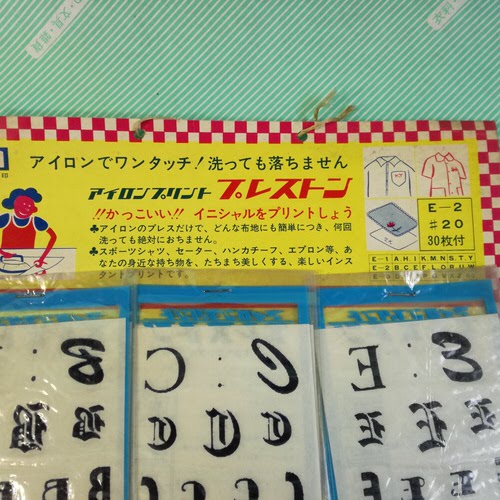 アイロンでワンタッチ!洗っても落ちません
アイロンプリント プレストン
!!かっこいい!! イニシャルをプリントしよう
♣アイロンのプレスだけで、どんな布地にも簡単につき、何回
洗っても絶対におちません。
♣スポーツシャツ、セーター、ハンカチーフ、エプロン等、あ
なたの身近な持ち物を、たちまち美しくする、楽しいインス
タントプリントです。
E-2
#20
30枚付
E-1 A.H.I.K.M.N.S.T.Y
E-2 B C E F L O R U W